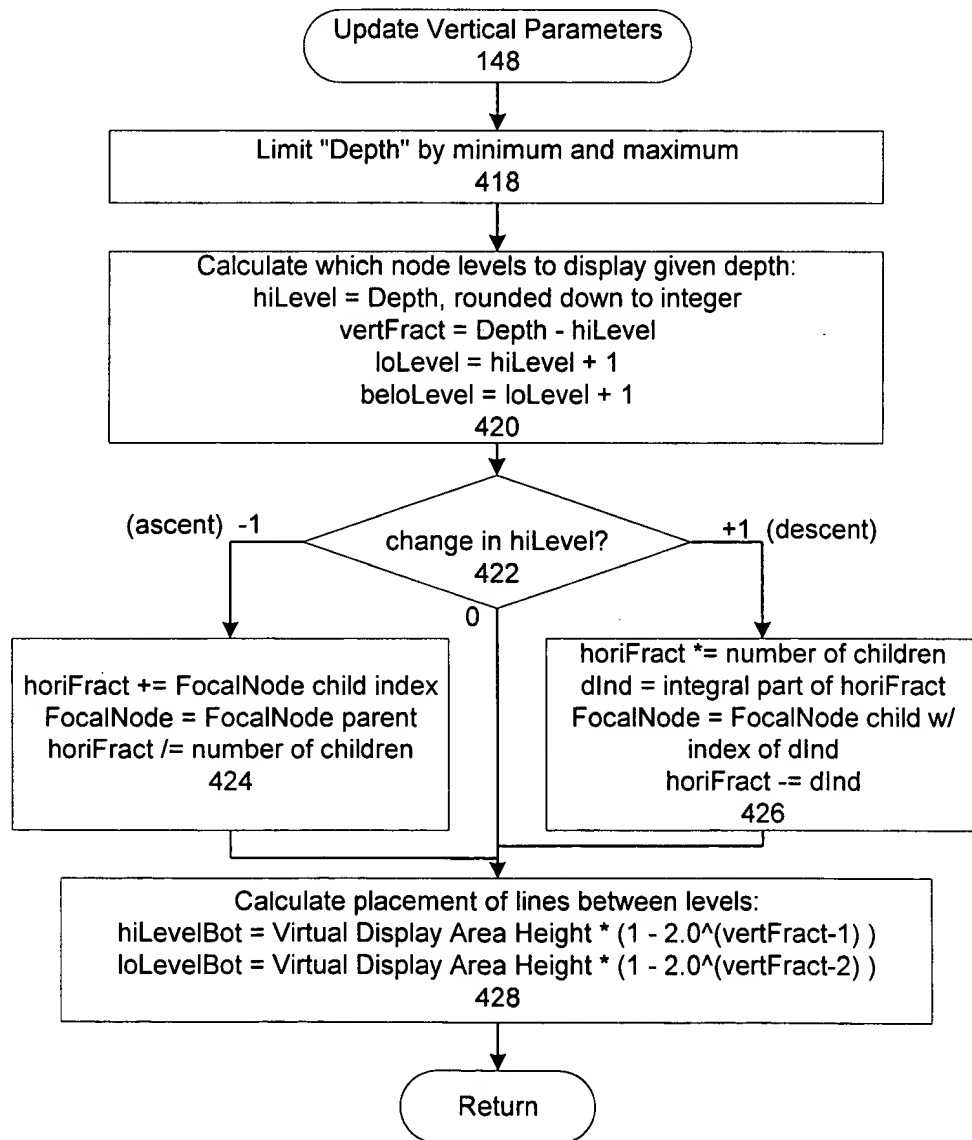 Update Vertical Parameters
148
Limit "Depth" by minimum and maximum
418
Calculate which node levels to display given depth:
hiLevel = Depth, rounded down to integer
vertFract = Depth - hiLevel
loLevel = hiLevel + 1
beloLevel = loLevel + 1
420
(ascent) -1
+1 (descent)
change in hiLevel?
422
0
horiFract += FocalNode child index
FocalNode = FocalNode parent
horiFract /= number of children
424
horiFract *= number of children
dInd = integral part of horiFract
FocalNode = FocalNode child w/
index of dInd
horiFract -= dInd
426
Calculate placement of lines between levels:
hiLevelBot = Virtual Display Area Height * (1 - 2.0^(vertFract-1) )
loLevelBot = Virtual Display Area Height * (1 - 2.0^(vertFract-2) )
428
Return